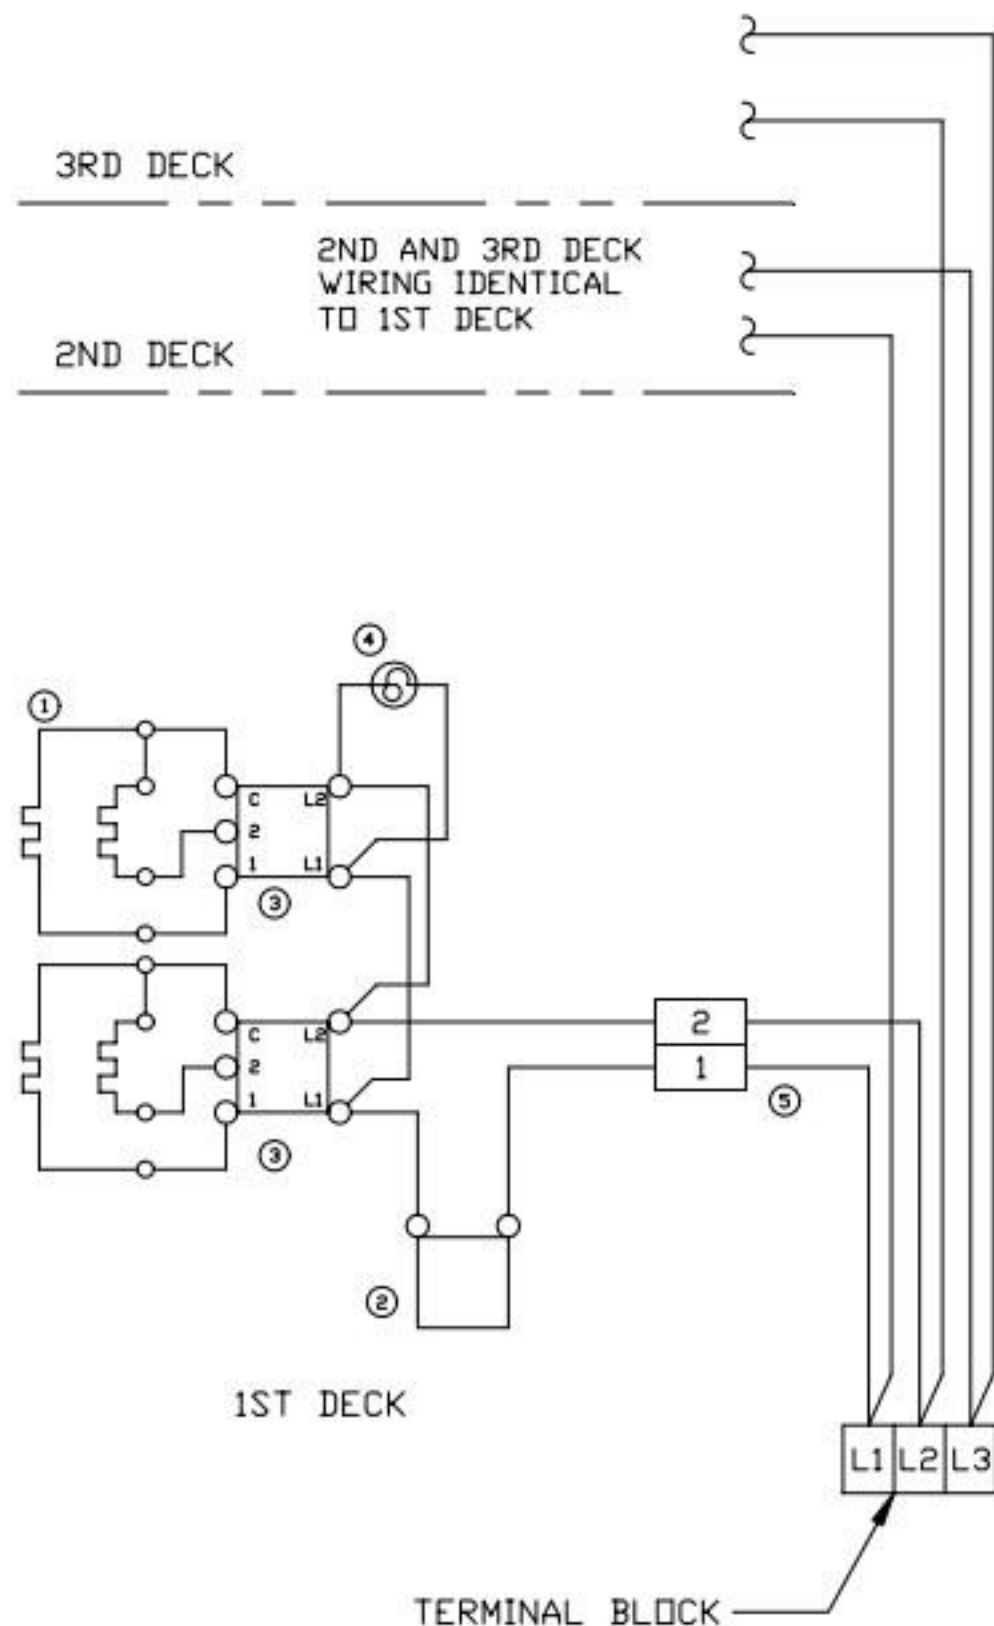 3RD DECK
2ND AND 3RD DECK
WIRING IDENTICAL
TO 1ST DECK
2ND DECK
4
1
C L2
2
1 L1
3
C L2
2
1 L1
3
2
1
5
2
1ST DECK
L1 L2 L3
TERMINAL BLOCK